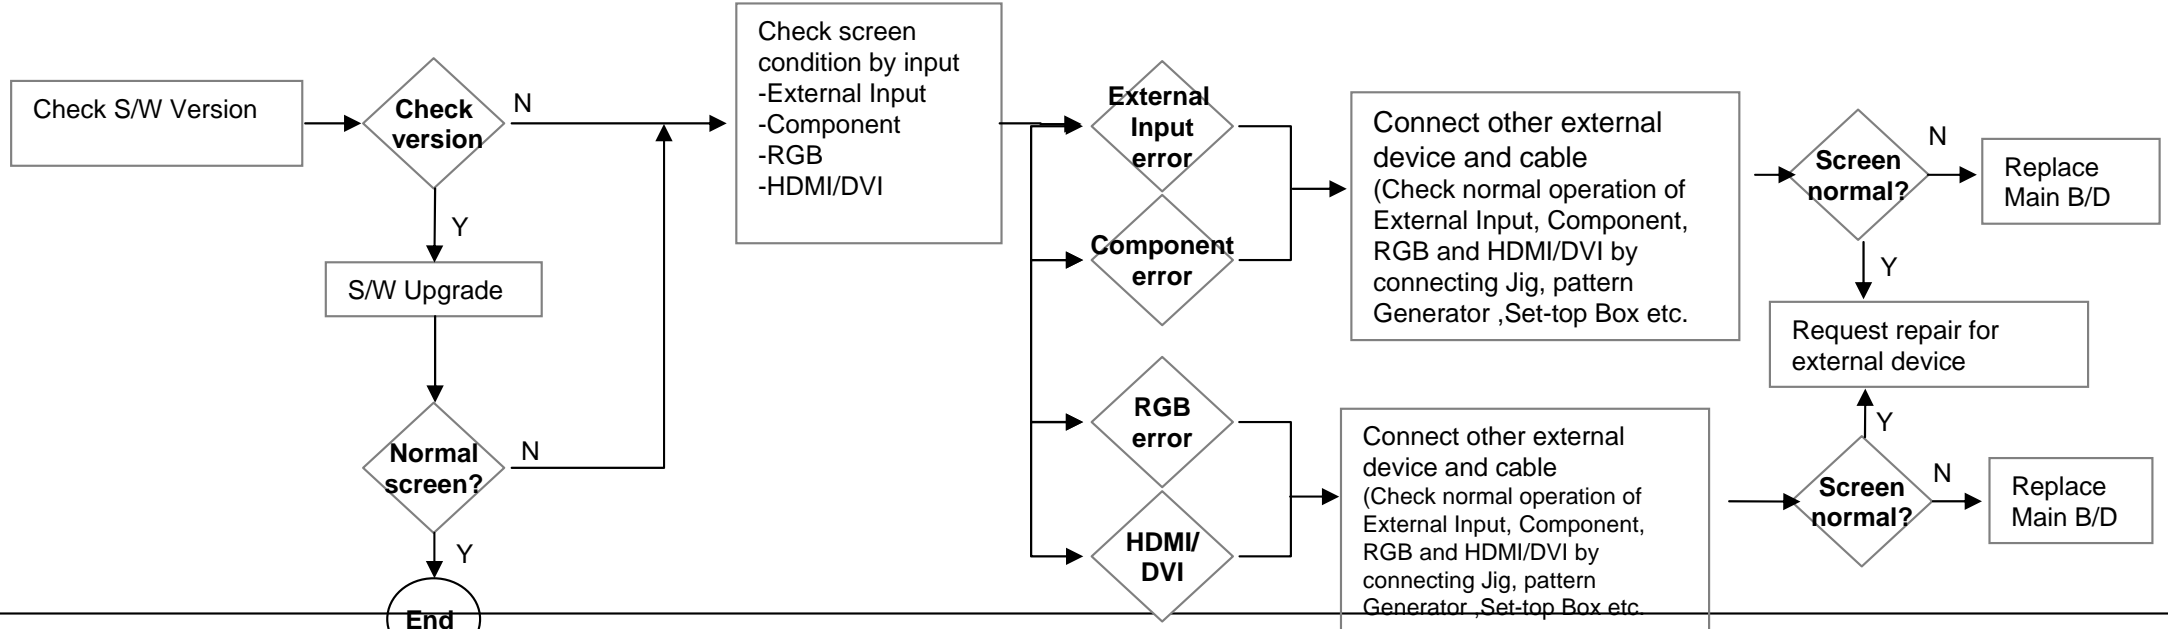 Check S/W Version
Check
version
N
Y
S/W Upgrade
Normal
screen?
N
Y
End
Check screen
condition by input
-External Input
-Component
-RGB
-HDMI/DVI
External
Input
error
Component
error
RGB
error
HDMI/
DVI
Connect other external
device and cable
(Check normal operation of
External Input, Component,
RGB and HDMI/DVI by
connecting Jig, pattern
Generator ,Set-top Box etc.
Connect other external
device and cable
(Check normal operation of
External Input, Component,
RGB and HDMI/DVI by
connecting Jig, pattern
Generator ,Set-top Box etc.
Screen
normal?
N
Replace
Main B/D
Y
Request repair for
external device
Y
Screen
normal?
N
Replace
Main B/D